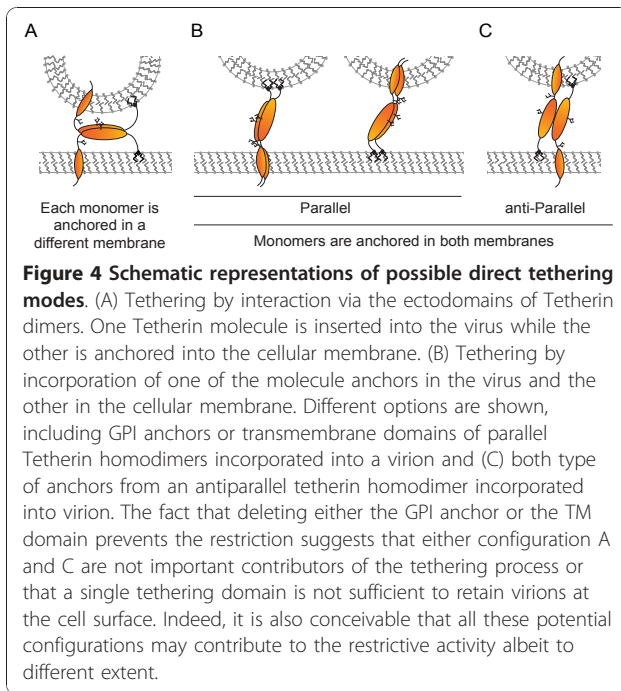 A
B
C
Each monomer is
anchored in a
different membrane
Parallel
anti-Parallel
Monomers are anchored in both membranes
Figure 4 Schematic representations of possible direct tethering
modes. (A) Tethering by interaction via the ectodomains of Tetherin
dimers. One Tetherin molecule is inserted into the virus while the
other is anchored into the cellular membrane. (B) Tethering by
incorporation of one of the molecule anchors in the virus and the
other in the cellular membrane. Different options are shown,
including GPI anchors or transmembrane domains of parallel
Tetherin homodimers incorporated into a virion and (C) both type
of anchors from an antiparallel tetherin homodimer incorporated
into virion. The fact that deleting either the GPI anchor or the TM
domain prevents the restriction suggests that either configuration A
and C are not important contributors of the tethering process or
that a single tethering domain is not sufficient to retain virions at
the cell surface. Indeed, it is also conceivable that all these potential
configurations may contribute to the restrictive activity albeit to
different extent.